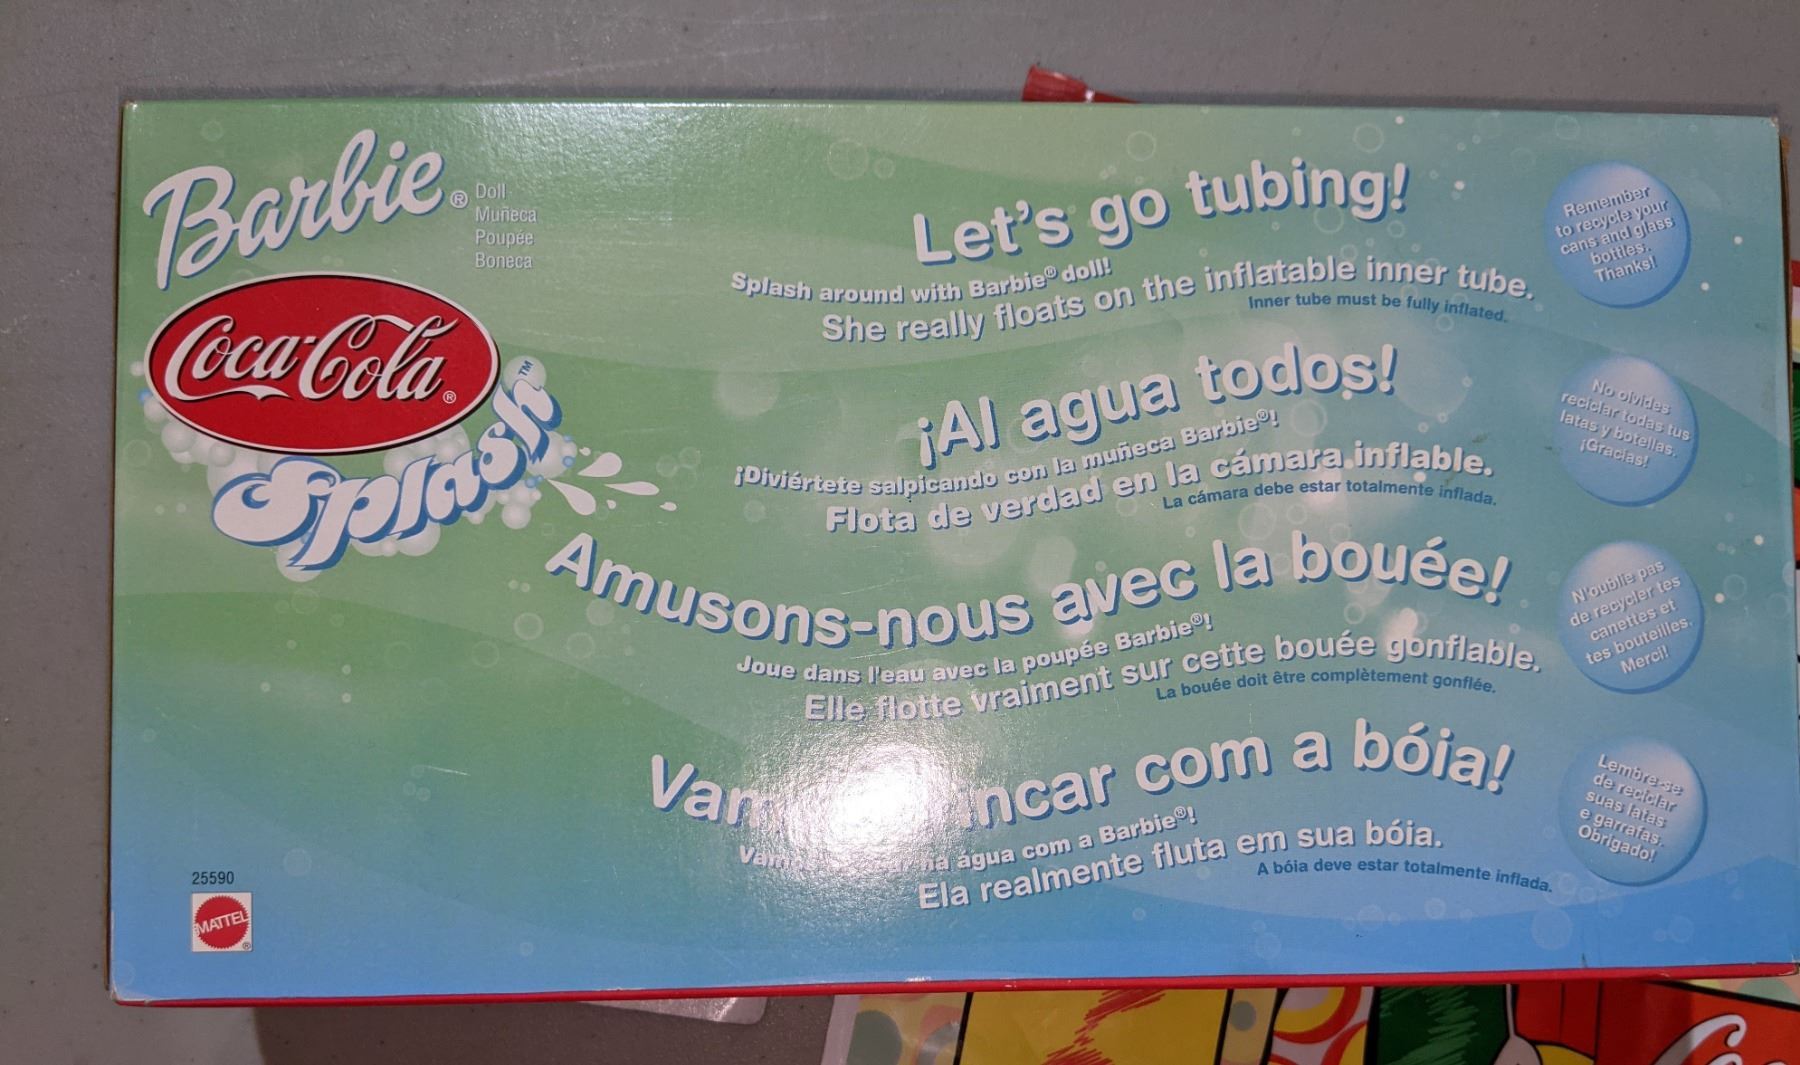 Barbie®
Doll
Muñeca
Poupée
Boneca
Coca-Cola®
Splash™
25590
MATTEL®
Let's go tubing!
Splash around with Barbie® doll!
She really floats on the inflatable inner tube.
Inner tube must be fully inflated.
Remember
to recycle your
cans and glass
bottles.
Thanks!
¡Al agua todos!
¡Diviértete salpicando con la muñeca Barbie®!
Flota de verdad en la cámara inflable.
La cámara debe estar totalmente inflada.
No olvides
reciclar todas tus
latas y botellas.
¡Gracias!
Amusons-nous avec la bouée!
Joue dans l'eau avec la poupée Barbie®!
Elle flotte vraiment sur cette bouée gonflable.
La bouée doit être complètement gonflée.
N'oublie pas
de recycler tes
canettes et
tes bouteilles.
Merci!
com a bóia!
na água com a Barbie®!
Ela realmente fluta em sua bóia.
A bóia deve estar totalmente inflada.
Lembre-se
de reciclar
suas latas
e garrafas.
Obrigado!